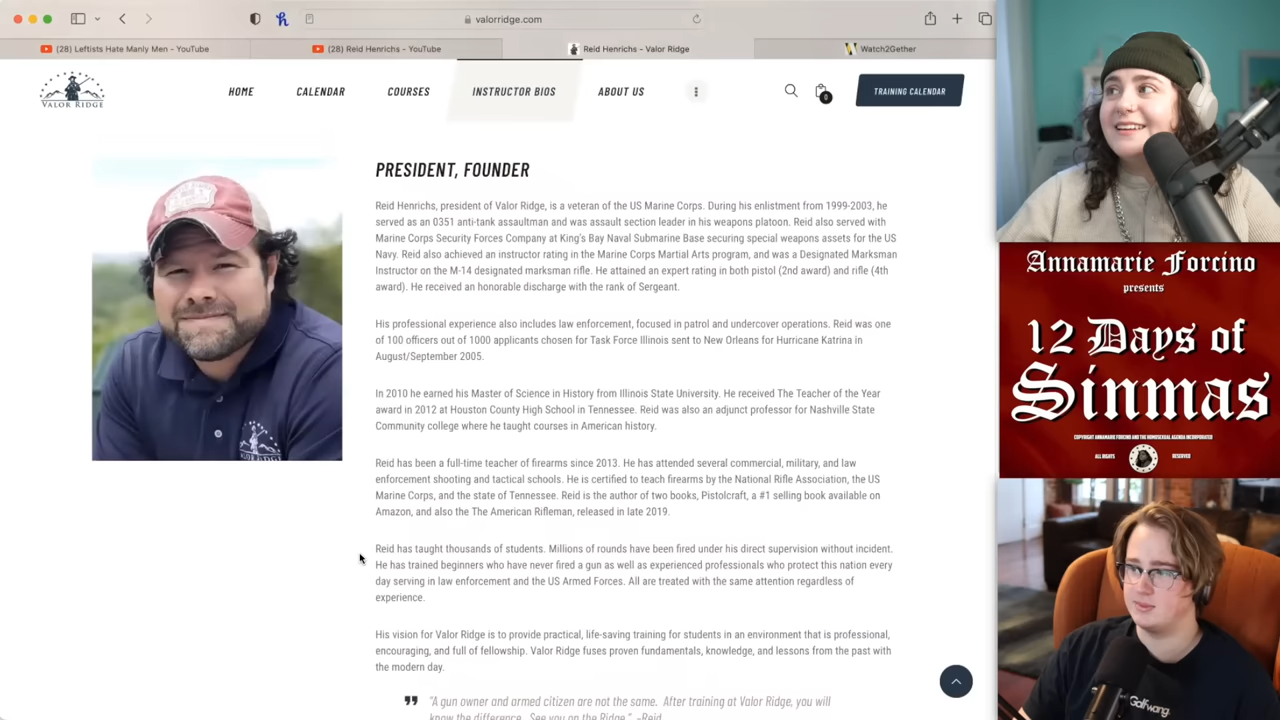 valorridge.com
(28) Leftists Hate Manly Men - YouTube
(28) Reid Henrichs - YouTube
Reid Henrichs - Valor Ridge
Watch2Gether
VALOR RIDGE
HOME
CALENDAR
COURSES
INSTRUCTOR BIOS
ABOUT US
0
TRAINING CALENDAR
PRESIDENT, FOUNDER
Reid Henrichs, president of Valor Ridge, is a veteran of the US Marine Corps. During his enlistment from 1999-2003, he
served as an 0351 anti-tank assaultman and was assault section leader in his weapons platoon. Reid also served with
Marine Corps Security Forces Company at King's Bay Naval Submarine Base securing special weapons assets for the US
Navy. Reid also achieved an instructor rating in the Marine Corps Martial Arts program, and was a Designated Marksman
Instructor on the M-14 designated marksman rifle. He attained an expert rating in both pistol (2nd award) and rifle (4th
award). He received an honorable discharge with the rank of Sergeant.
His professional experience also includes law enforcement, focused in patrol and undercover operations. Reid was one
of 100 officers out of 1000 applicants chosen for Task Force Illinois sent to New Orleans for Hurricane Katrina in
August/September 2005.
In 2010 he earned his Master of Science in History from Illinois State University. He received The Teacher of the Year
award in 2012 at Houston County High School in Tennessee. Reid was also an adjunct professor for Nashville State
Community college where he taught courses in American history.
Reid has been a full-time teacher of firearms since 2013. He has attended several commercial, military, and law
enforcement shooting and tactical schools. He is certified to teach firearms by the National Rifle Association, the US
Marine Corps, and the state of Tennessee. Reid is the author of two books, Pistolcraft, a #1 selling book available on
Amazon, and also the The American Rifleman, released in late 2019.
Reid has taught thousands of students. Millions of rounds have been fired under his direct supervision without incident.
He has trained beginners who have never fired a gun as well as experienced professionals who protect this nation every
day serving in law enforcement and the US Armed Forces. All are treated with the same attention regardless of
experience.
His vision for Valor Ridge is to provide practical, life-saving training for students in an environment that is professional,
encouraging, and full of fellowship. Valor Ridge fuses proven fundamentals, knowledge, and lessons from the past with
the modern day.
"A gun owner and armed citizen are not the same. After training at Valor Ridge, you will
know the difference. See you on the Ridge." -Reid
VALOR RIDGE
Annamarie Forcino
presents
12 Days of
Sinmas
COPYRIGHT ANNAMARIE FORCINO AND THE HOMOSEXUAL AGENDA INCORPORATED
ALL RIGHTS
RESERVED
Golfwang.